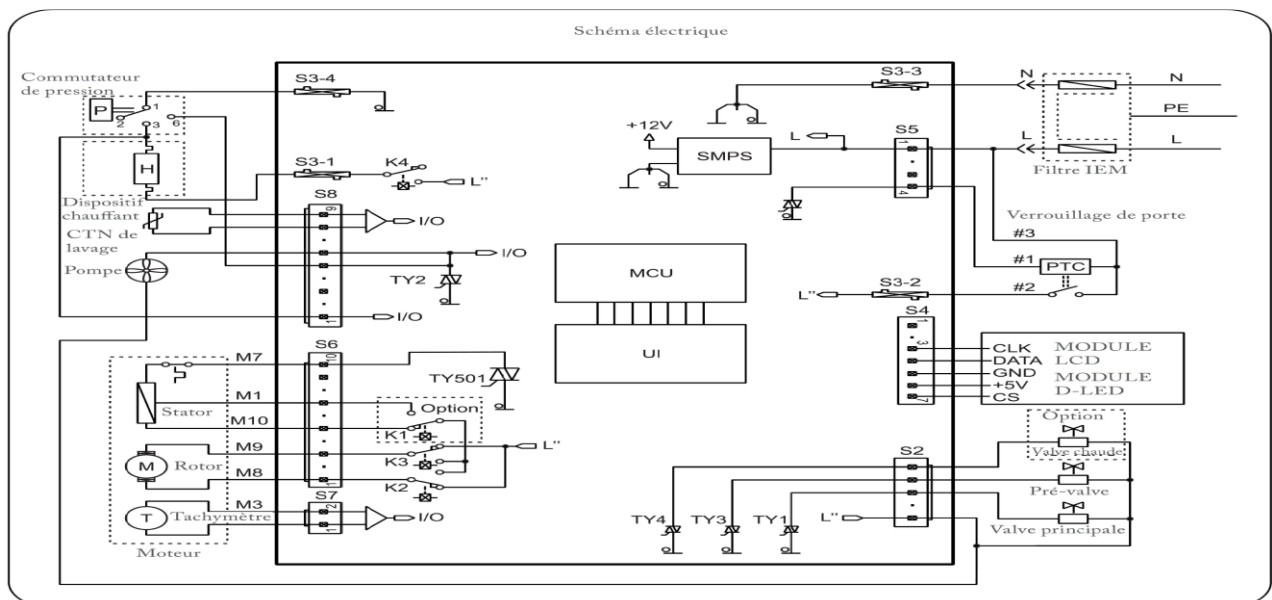 Schéma électrique
Commutateur
de pression
P
1
2
3
6
H
Dispositif
chauffant
CTN de
lavage
Pompe
S3-4
S3-1
K4
L"
S8
9
I/O
I/O
TY2
1
I/O
+12V
SMPS
L
S3-3
S5
1
4
N
N
PE
L
L
Filtre IEM
Verrouillage de porte
#3
#1
PTC
#2
L"
S3-2
MCU
UI
S4
1
3
7
CLK
DATA
GND
+5V
CS
MODULE
LCD
MODULE
D-LED
M7
S6
10
TY501
M1
Stator
Option
M10
K1
M9
K3
L"
M
Rotor
M8
1
K2
M3
S7
2
T
Tachymètre
1
I/O
Moteur
S2
Option
Valve chaude
Pré-valve
TY4
TY3
TY1
L"
Valve principale